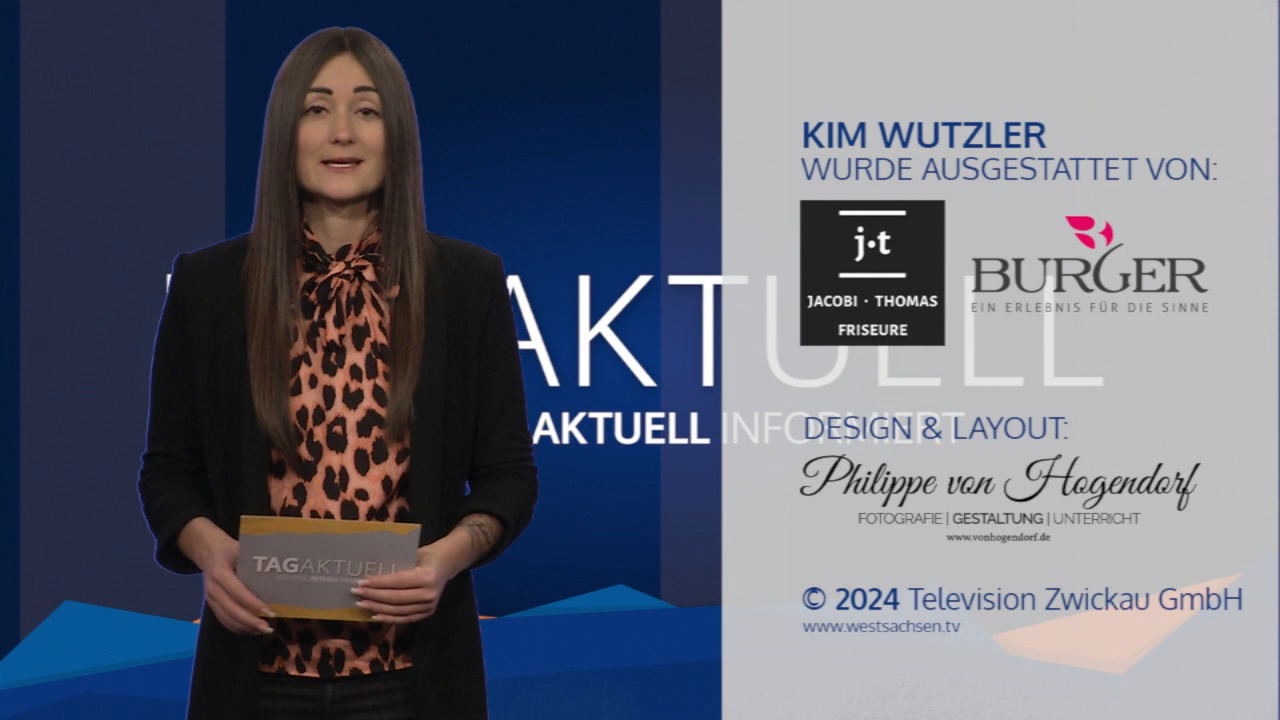 AKTUELL
AKTUELL INFORMIERT
TAGAKTUELL
KIM WUTZLER
WURDE AUSGESTATTET VON:
j·t
JACOBI · THOMAS
FRISEURE
BURGER
EIN ERLEBNIS FÜR DIE SINNE
DESIGN & LAYOUT:
Philippe von Hogendorf
FOTOGRAFIE | GESTALTUNG | UNTERRICHT
www.vonhogendorf.de
© 2024 Television Zwickau GmbH
www.westsachsen.tv